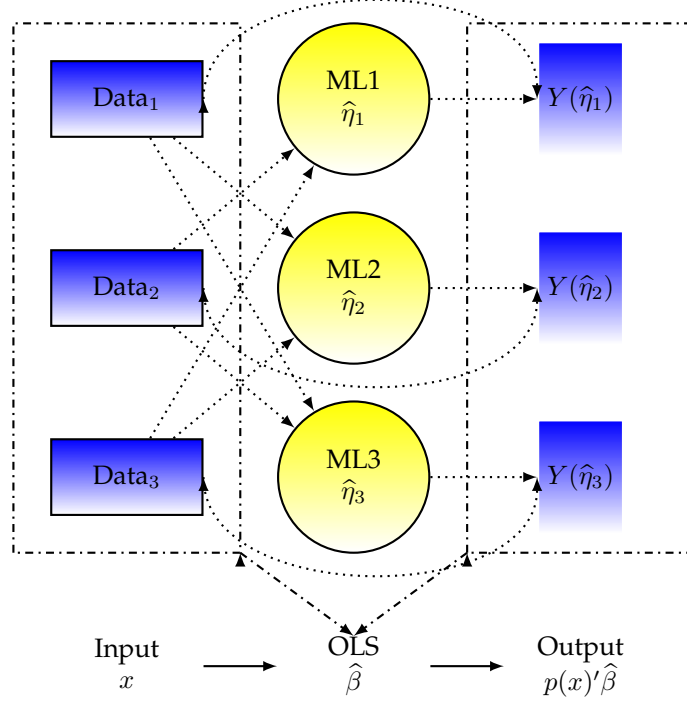 Data₁
ML1
η̂₁
Y(η̂₁)
Data₂
ML2
η̂₂
Y(η̂₂)
Data₃
ML3
η̂₃
Y(η̂₃)
Input
x
OLS
β̂
Output
p(x)′β̂